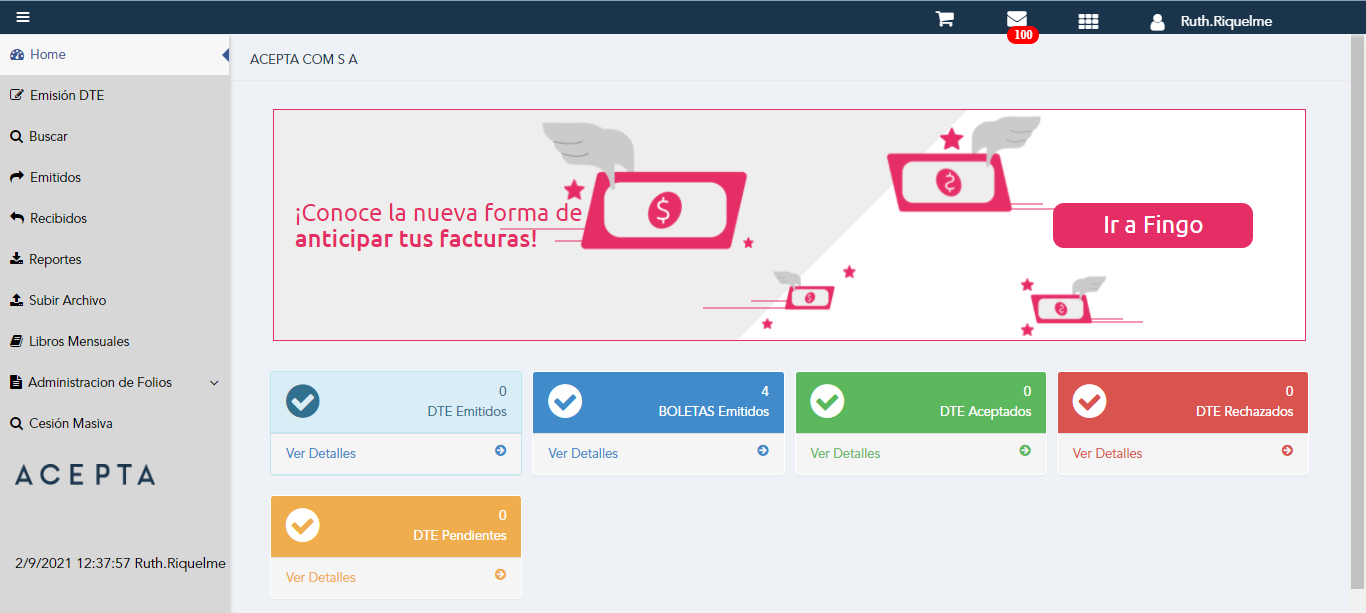 Ruth.Riquelme
100
Home
Emisión DTE
Buscar
Emitidos
Recibidos
Reportes
Subir Archivo
Libros Mensuales
Administracion de Folios
Cesión Masiva
ACEPTA
2/9/2021 12:37:57 Ruth.Riquelme
ACEPTA COM S A
¡Conoce la nueva forma de
anticipar tus facturas!
$
$
$
$
Ir a Fingo
0
DTE Emitidos
Ver Detalles
4
BOLETAS Emitidos
Ver Detalles
0
DTE Aceptados
Ver Detalles
0
DTE Rechazados
Ver Detalles
0
DTE Pendientes
Ver Detalles